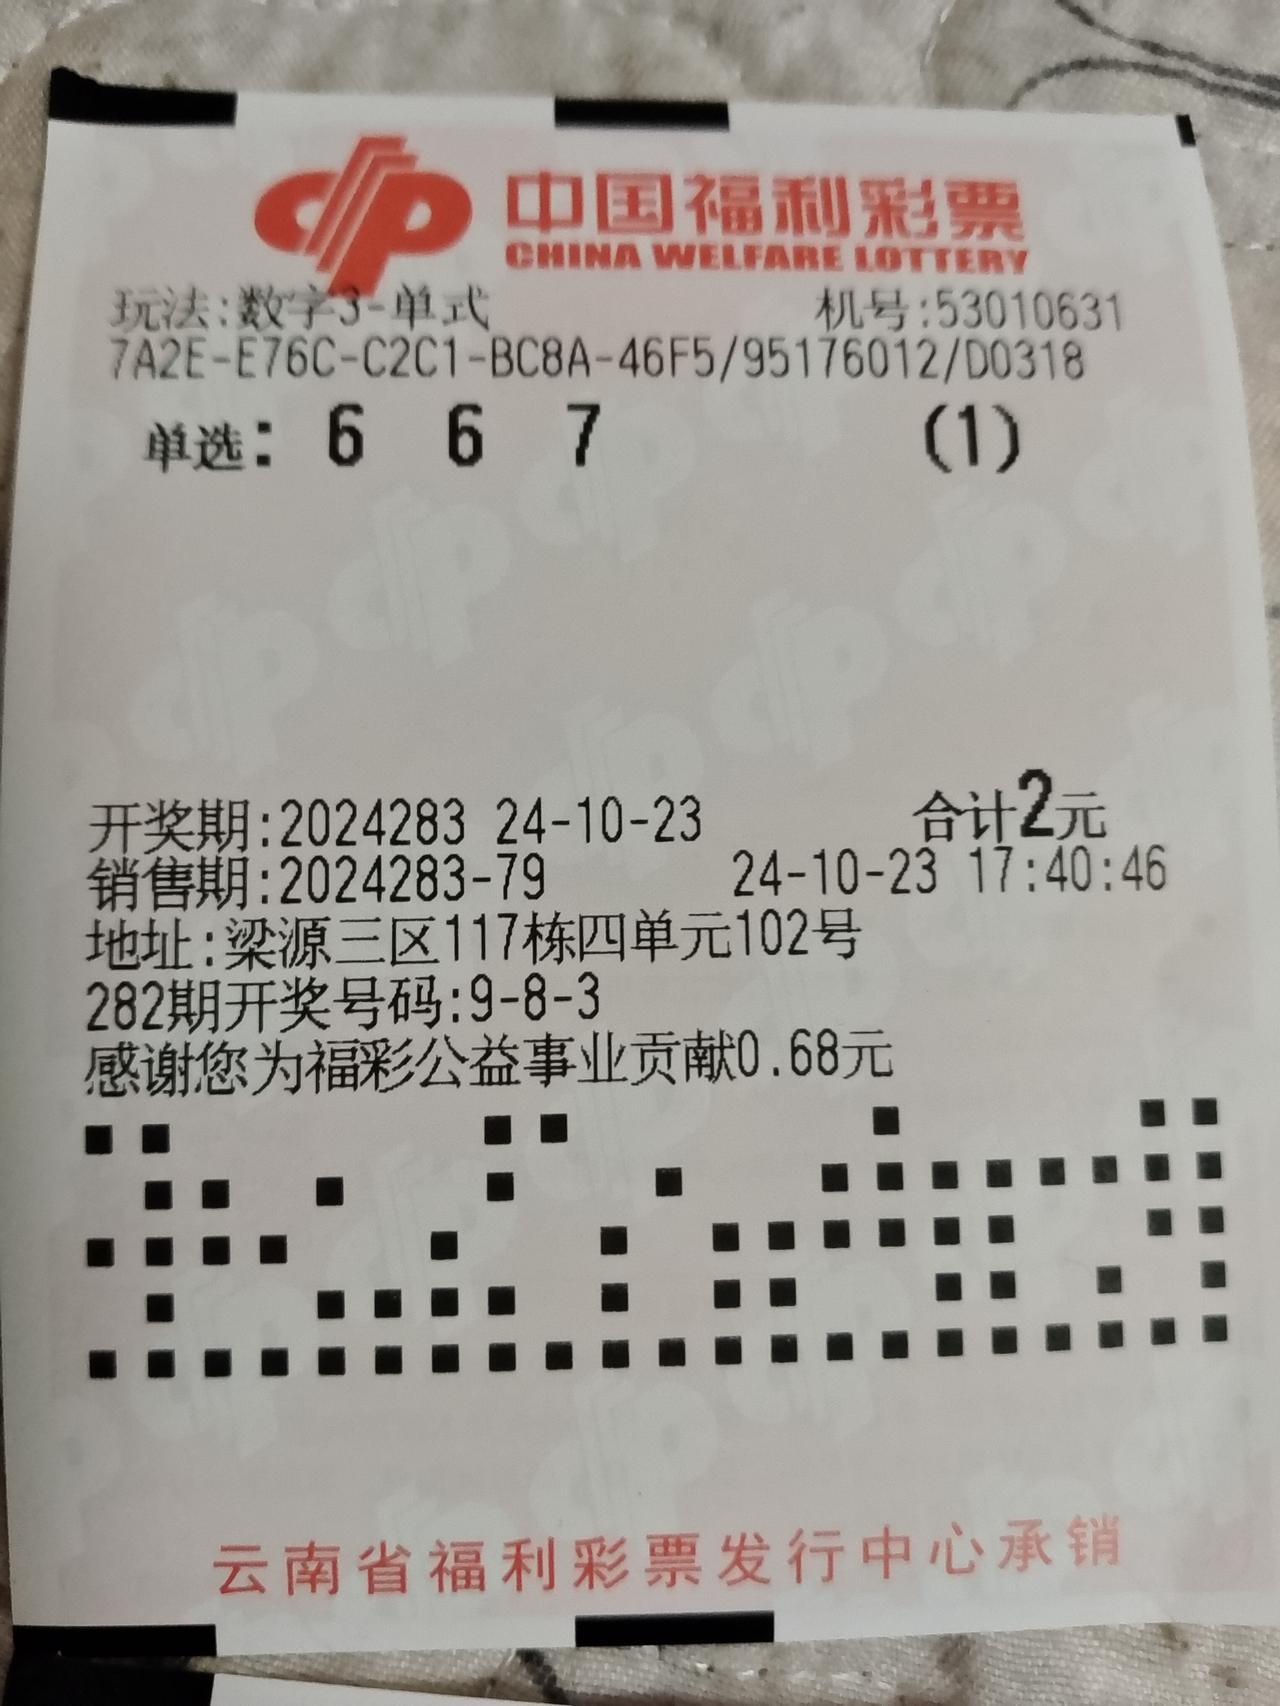 中国福利彩票
CHINA WELFARE LOTTERY
玩法:数字3-单式 机号:53010631
7A2E-E76C-C2C1-BC8A-46F5/95176012/D0318
单选: 6 6 7 (1)
开奖期:2024283 24-10-23 合计2元
销售期:2024283-79 24-10-23 17:40:46
地址:梁源三区117栋四单元102号
282期开奖号码:9-8-3
感谢您为福彩公益事业贡献0.68元
云南省福利彩票发行中心承销